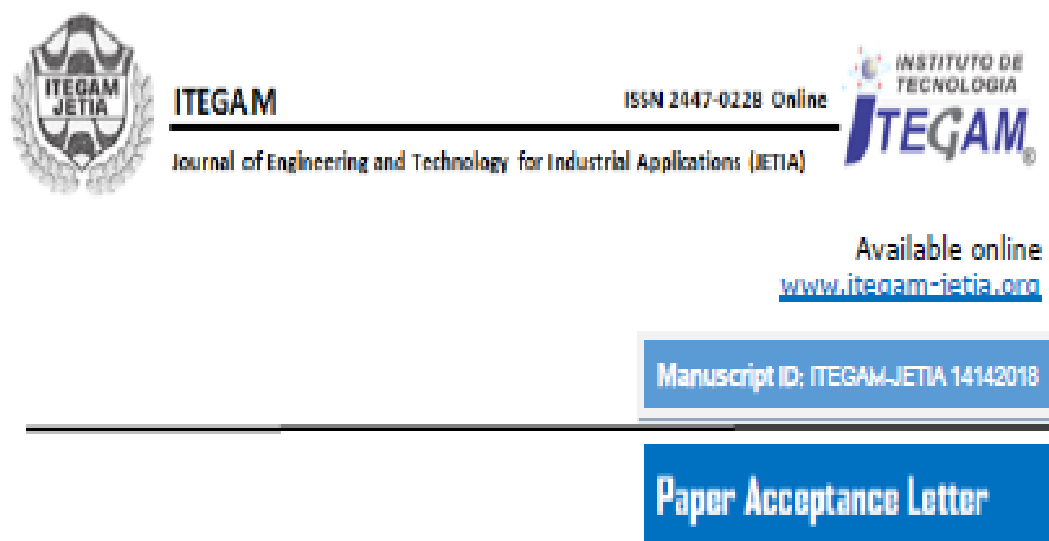 ITEGAM
JETIA
ITEGAM
ISSN 2447-0228 Online
Journal of Engineering and Technology for Industrial Applications (JETIA)
INSTITUTO DE
TECNOLOGIA
ITEGAM®
Available online
www.itegam-jetia.org
Manuscript ID: ITEGAM-JETIA 14142018
Paper Acceptance Letter